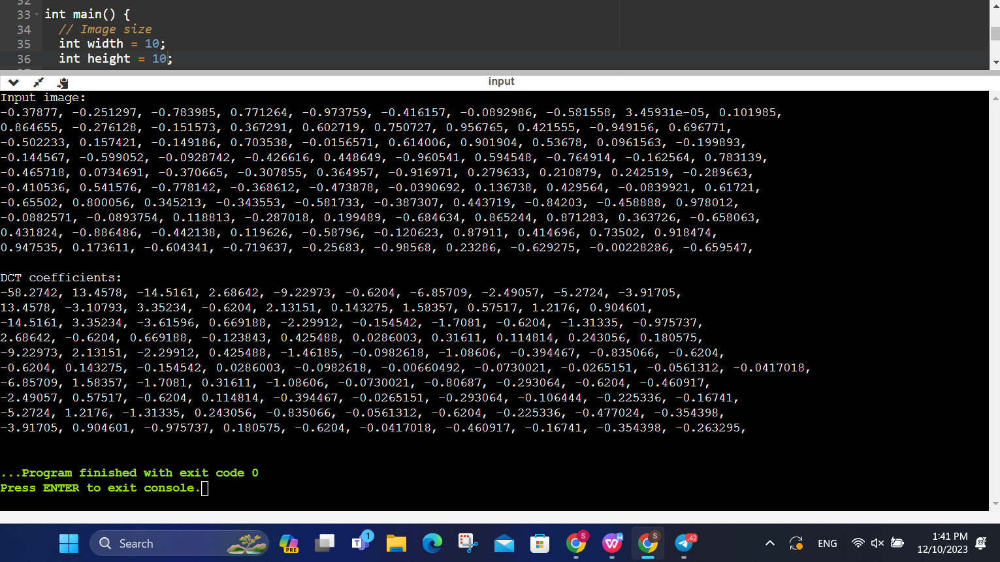 32
33 int main() {
34 // Image size
35 int width = 10;
36 int height = 10;
input
Input image:
-0.37877, -0.251297, -0.783985, 0.771264, -0.973759, -0.416157, -0.0892986, -0.581558, 3.45931e-05, 0.101985,
0.864655, -0.276128, -0.151573, 0.367291, 0.602719, 0.750727, 0.956765, 0.421555, -0.949156, 0.696771,
-0.502233, 0.157421, -0.149186, 0.703538, -0.0156571, 0.614006, 0.901904, 0.53678, 0.0961563, -0.199893,
-0.144567, -0.599052, -0.0928742, -0.426616, 0.448649, -0.960541, 0.594548, -0.764914, -0.162564, 0.783139,
-0.465718, 0.0734691, -0.370665, -0.307855, 0.364957, -0.916971, 0.279633, 0.210879, 0.242519, -0.289663,
-0.410536, 0.541576, -0.778142, -0.368612, -0.473878, -0.0390692, 0.136738, 0.429564, -0.0839921, 0.61721,
-0.65502, 0.800056, 0.345213, -0.343553, -0.581733, -0.387307, 0.443719, -0.84203, -0.458888, 0.978012,
-0.0882571, -0.0893754, 0.118813, -0.287018, 0.199489, -0.684634, 0.865244, 0.871283, 0.363726, -0.658063,
0.431824, -0.886486, -0.442138, 0.119626, -0.58796, -0.120623, 0.87911, 0.414696, 0.73502, 0.918474,
0.947535, 0.173611, -0.604341, -0.719637, -0.25683, -0.98568, 0.23286, -0.629275, -0.00228286, -0.659547,
DCT coefficients:
-58.2742, 13.4578, -14.5161, 2.68642, -9.22973, -0.6204, -6.85709, -2.49057, -5.2724, -3.91705,
13.4578, -3.10793, 3.35234, -0.6204, 2.13151, 0.143275, 1.58357, 0.57517, 1.2176, 0.904601,
-14.5161, 3.35234, -3.61596, 0.669188, -2.29912, -0.154542, -1.7081, -0.6204, -1.31335, -0.975737,
2.68642, -0.6204, 0.669188, -0.123843, 0.425488, 0.0286003, 0.31611, 0.114814, 0.243056, 0.180575,
-9.22973, 2.13151, -2.29912, 0.425488, -1.46185, -0.0982618, -1.08606, -0.394467, -0.835066, -0.6204,
-0.6204, 0.143275, -0.154542, 0.0286003, -0.0982618, -0.00660492, -0.0730021, -0.0265151, -0.0561312, -0.0417018,
-6.85709, 1.58357, -1.7081, 0.31611, -1.08606, -0.0730021, -0.80687, -0.293064, -0.6204, -0.460917,
-2.49057, 0.57517, -0.6204, 0.114814, -0.394467, -0.0265151, -0.293064, -0.106444, -0.225336, -0.16741,
-5.2724, 1.2176, -1.31335, 0.243056, -0.835066, -0.0561312, -0.6204, -0.225336, -0.477024, -0.354398,
-3.91705, 0.904601, -0.975737, 0.180575, -0.6204, -0.0417018, -0.460917, -0.16741, -0.354398, -0.263295,
...Program finished with exit code 0
Press ENTER to exit console.
Search
PRE
1
S
W
S
.42
ENG
1:41 PM
12/10/2023